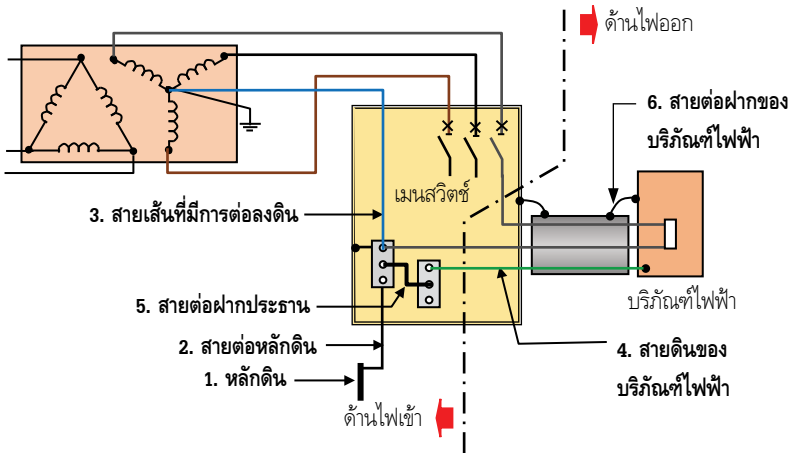 ด้านไฟออก
6. สายต่อฝากของ
บริภัณฑ์ไฟฟ้า
เมนสวิตช์
3. สายเส้นที่มีการต่อลงดิน
บริภัณฑ์ไฟฟ้า
5. สายต่อฝากประธาน
2. สายต่อหลักดิน
4. สายดินของ
บริภัณฑ์ไฟฟ้า
1. หลักดิน
ด้านไฟเข้า